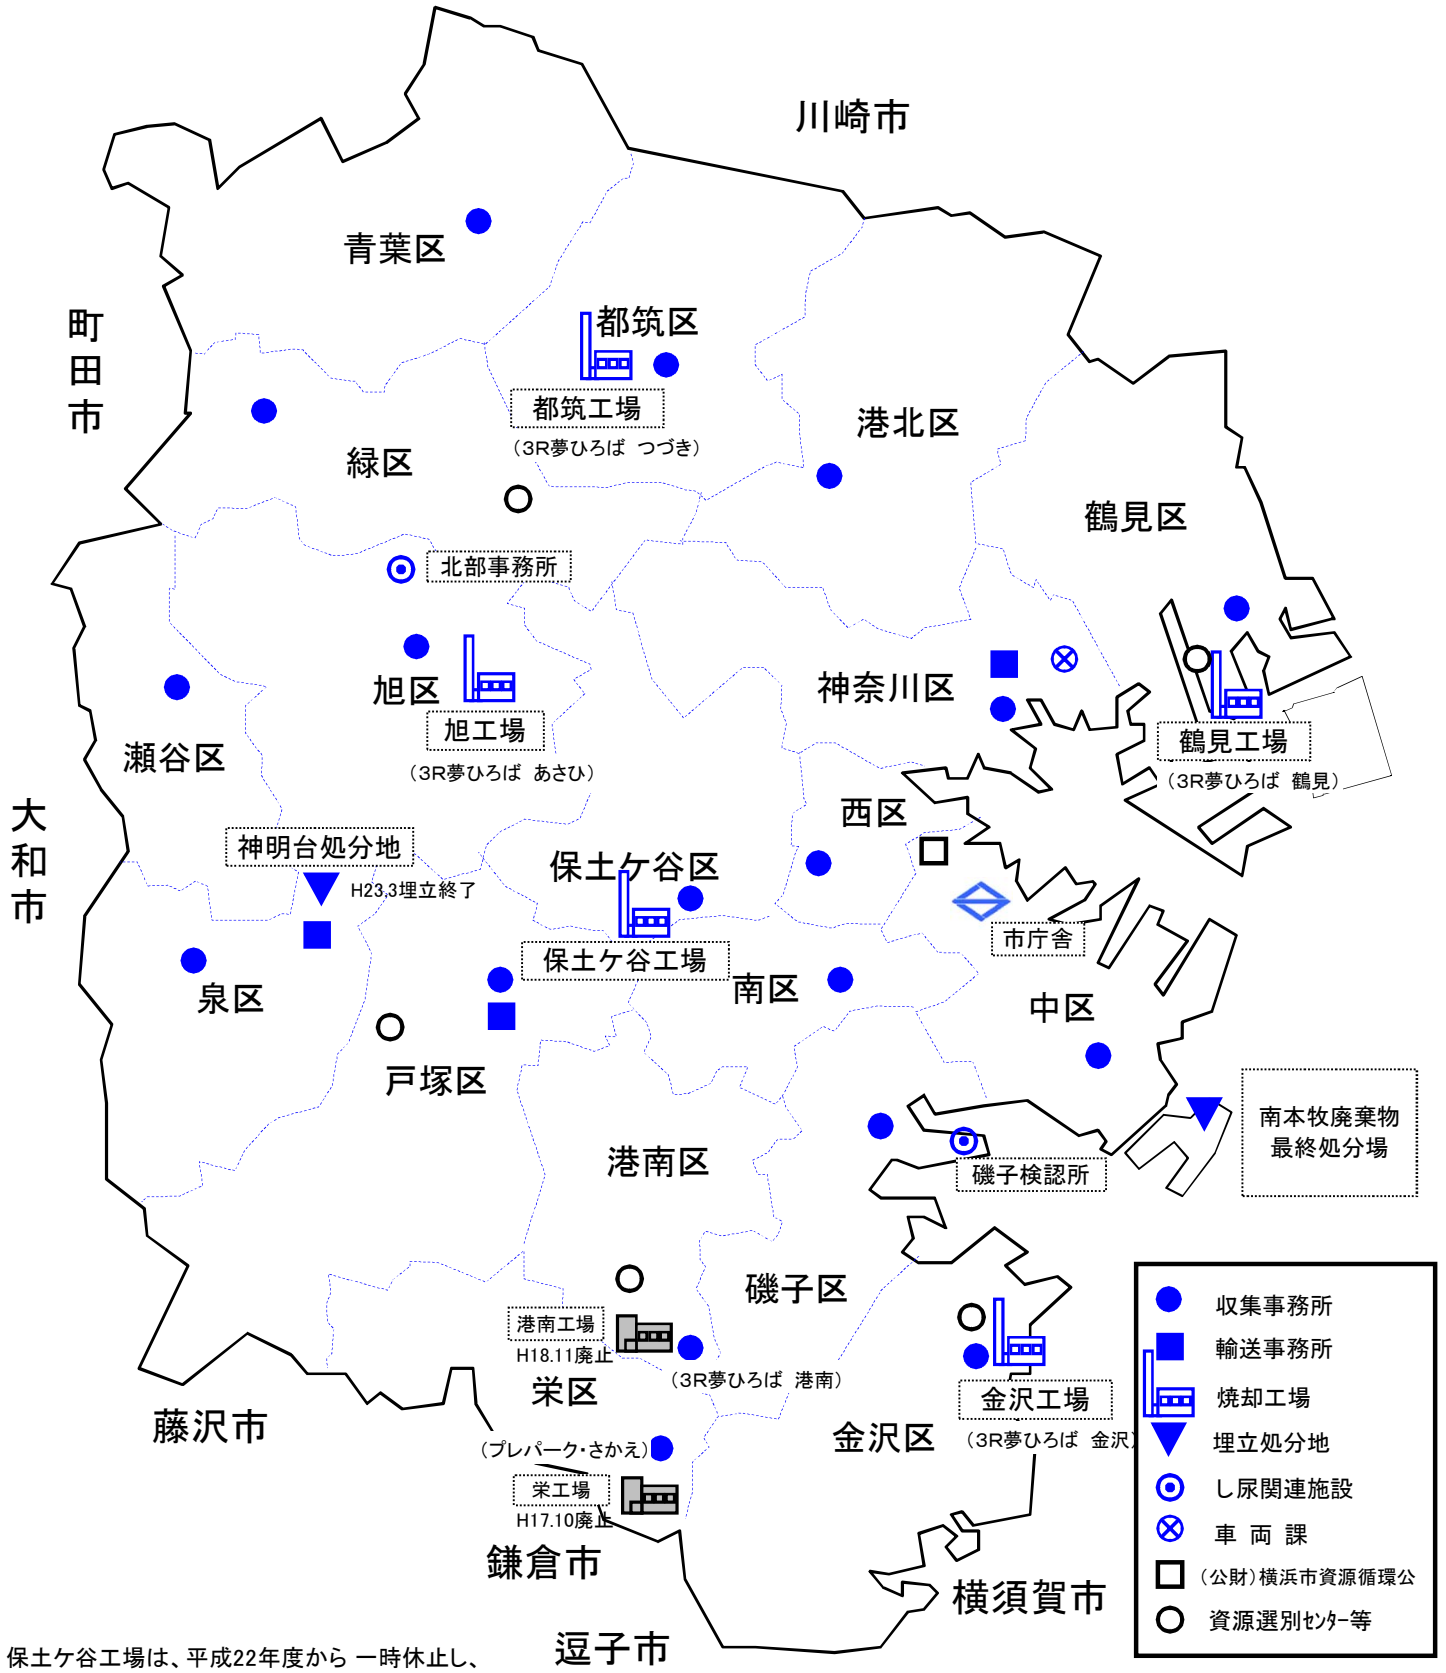 川崎市
青葉区
町田市
都筑区
都筑工場
（3R夢ひろば つづき）
港北区
緑区
鶴見区
北部事務所
旭区
旭工場
（3R夢ひろば あさひ）
神奈川区
鶴見工場
（3R夢ひろば 鶴見）
瀬谷区
大和市
西区
神明台処分地
H23.3埋立終了
保土ケ谷区
保土ケ谷工場
市庁舎
泉区
南区
中区
戸塚区
南本牧廃棄物
最終処分場
港南区
磯子検認所
磯子区
港南工場
H18.11廃止
（3R夢ひろば 港南）
栄区
金沢工場
（3R夢ひろば 金沢）
金沢区
藤沢市
（プレパーク・さかえ）
栄工場
H17.10廃止
鎌倉市
横須賀市
逗子市
収集事務所
輸送事務所
焼却工場
埋立処分地
し尿関連施設
車 両 課
（公財）横浜市資源循環公
資源選別ｾﾝﾀｰ等
保土ケ谷工場は、平成22年度から 一時休止し、